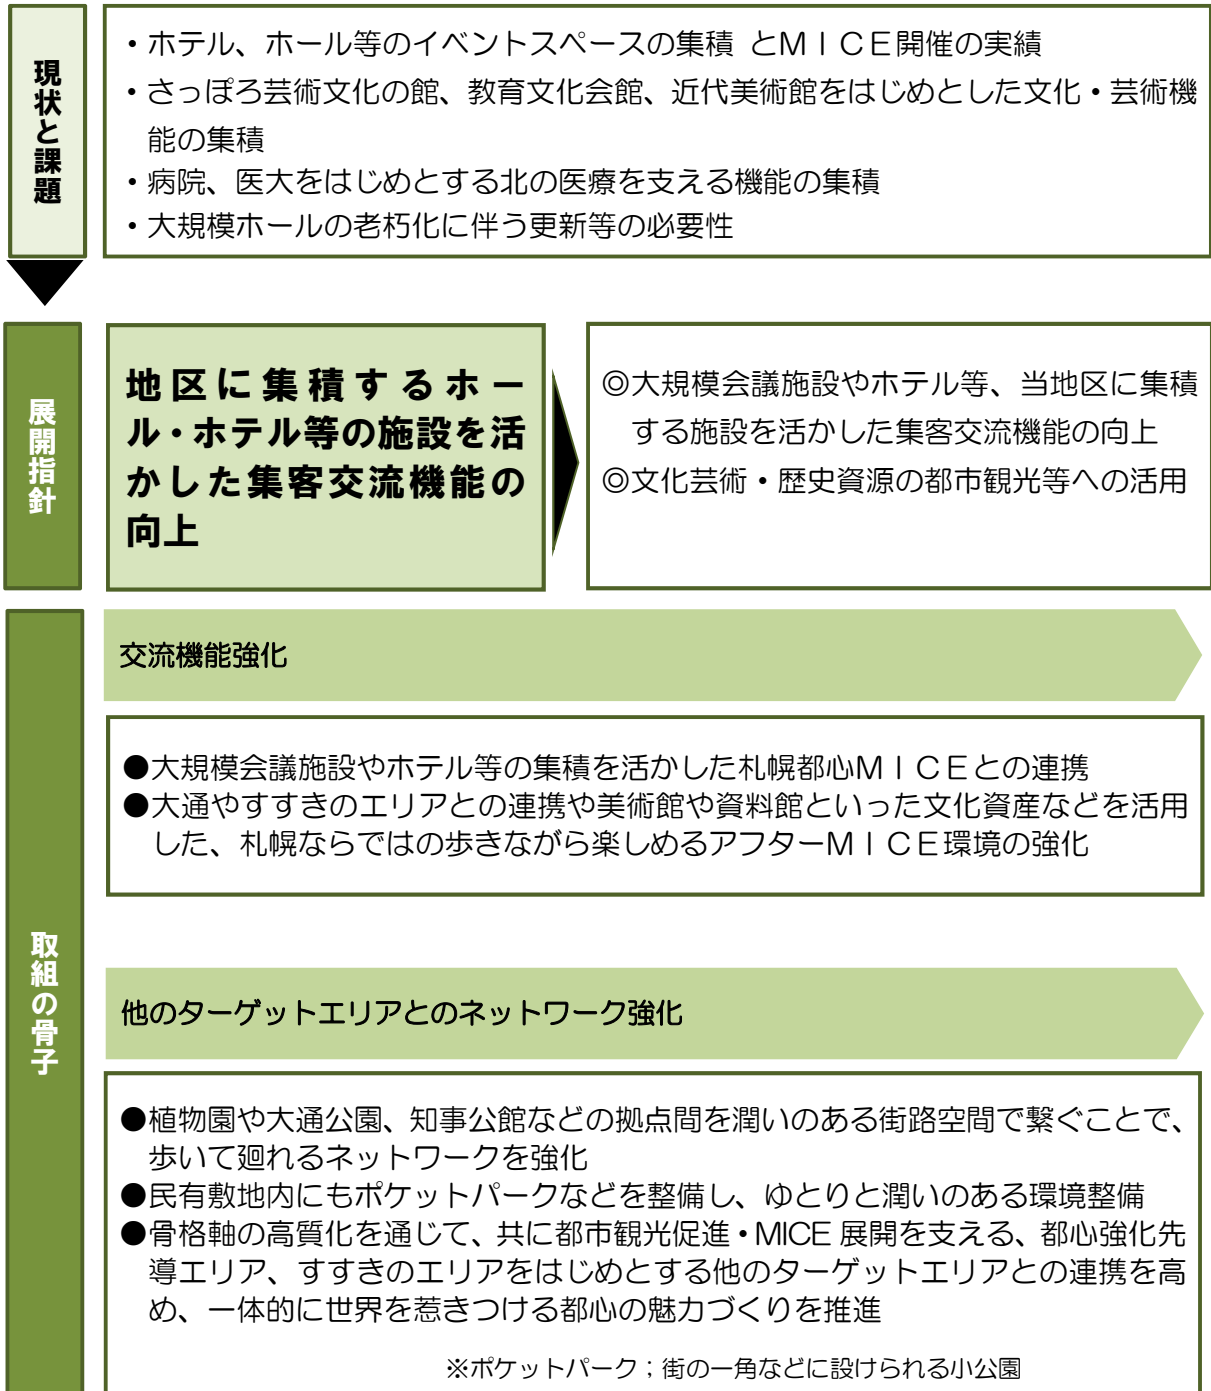 現状と課題
・ホテル、ホール等のイベントスペースの集積 とＭＩＣＥ開催の実績
・さっぽろ芸術文化の館、教育文化会館、近代美術館をはじめとした文化・芸術機
能の集積
・病院、医大をはじめとする北の医療を支える機能の集積
・大規模ホールの老朽化に伴う更新等の必要性
展開指針
地区に集積するホー
ル・ホテル等の施設を活
かした集客交流機能の
向上
◎大規模会議施設やホテル等、当地区に集積
する施設を活かした集客交流機能の向上
◎文化芸術・歴史資源の都市観光等への活用
取組の骨子
交流機能強化
●大規模会議施設やホテル等の集積を活かした札幌都心ＭＩＣＥとの連携
●大通やすすきのエリアとの連携や美術館や資料館といった文化資産などを活用
した、札幌ならではの歩きながら楽しめるアフターＭＩＣＥ環境の強化
他のターゲットエリアとのネットワーク強化
●植物園や大通公園、知事公館などの拠点間を潤いのある街路空間で繋ぐことで、
歩いて廻れるネットワークを強化
●民有敷地内にもポケットパークなどを整備し、ゆとりと潤いのある環境整備
●骨格軸の高質化を通じて、共に都市観光促進・MICE 展開を支える、都心強化先
導エリア、すすきのエリアをはじめとする他のターゲットエリアとの連携を高
め、一体的に世界を惹きつける都心の魅力づくりを推進
※ポケットパーク；街の一角などに設けられる小公園